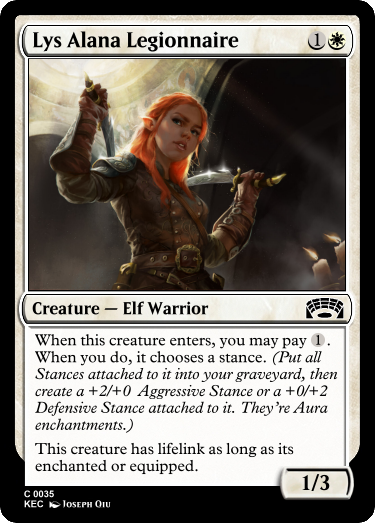 Lys Alana Legionnaire 1
Creature — Elf Warrior
When this creature enters, you may pay 1.
When you do, it chooses a stance. (Put all
Stances attached to it into your graveyard, then
create a +2/+0 Aggressive Stance or a +0/+2
Defensive Stance attached to it. They're Aura
enchantments.)
This creature has lifelink as long as its
enchanted or equipped.
1/3
C 0035
KEC Joseph Qiu